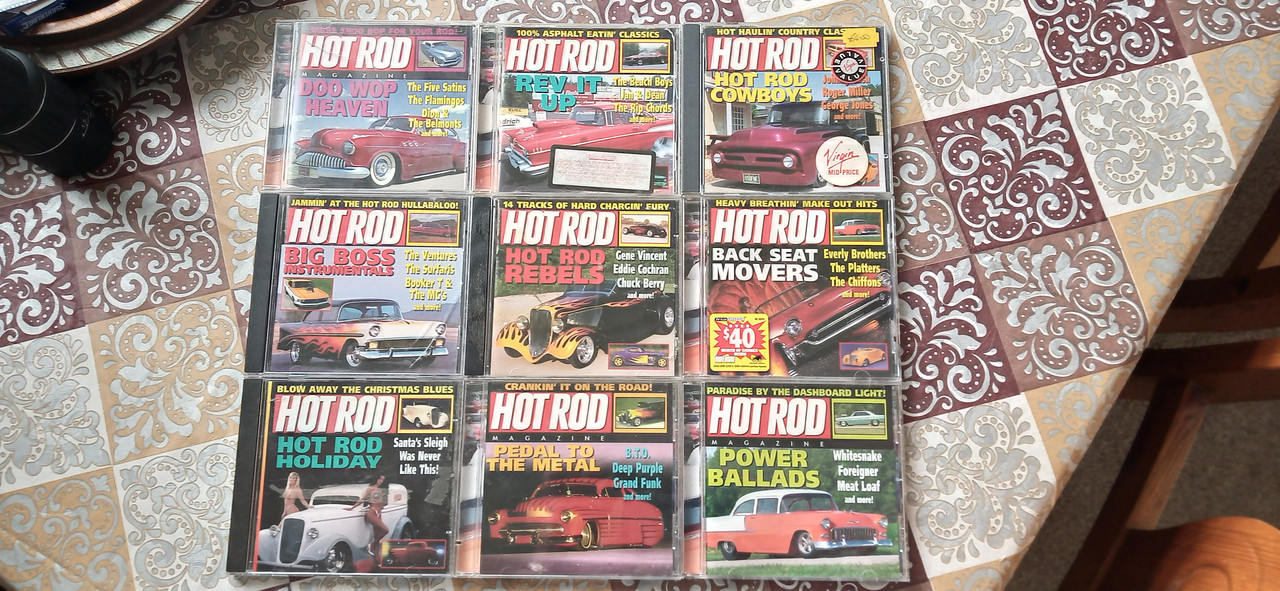 HOT ROD
MAGAZINE
DOO WOP
HEAVEN
The Five Satins
The Flamingos
Dion &
The Belmonts
and more!
100% ASPHALT EATIN' CLASSICS
HOT ROD
REV IT
UP
The Beach Boys
Jan & Dean
The Rip Chords
and more!
HOT HAULIN' COUNTRY CLAS
HOT ROD
HOT ROD
COWBOYS
Roger Miller
George Jones
and more!
Virgin
MID-PRICE
JAMMIN' AT THE HOT ROD HULLABALOO!
HOT ROD
BIG BOSS
INSTRUMENTALS
The Ventures
The Surfaris
Booker T &
The MG's
and more!
14 TRACKS OF HARD CHARGIN' FURY
HOT ROD
HOT ROD
REBELS
Gene Vincent
Eddie Cochran
Chuck Berry
and more!
HEAVY BREATHIN' MAKE OUT HITS
HOT ROD
BACK SEAT
MOVERS
Everly Brothers
The Platters
The Chiffons
and more!
$40
BLOW AWAY THE CHRISTMAS BLUES
HOT ROD
HOT ROD
HOLIDAY
Santa's Sleigh
Was Never
Like This!
CRANKIN' IT ON THE ROAD!
HOT ROD
MAGAZINE
PEDAL TO
THE METAL
B.T.O.
Deep Purple
Grand Funk
and more!
PARADISE BY THE DASHBOARD LIGHT!
HOT ROD
MAGAZINE
POWER
BALLADS
Whitesnake
Foreigner
Meat Loaf
and more!